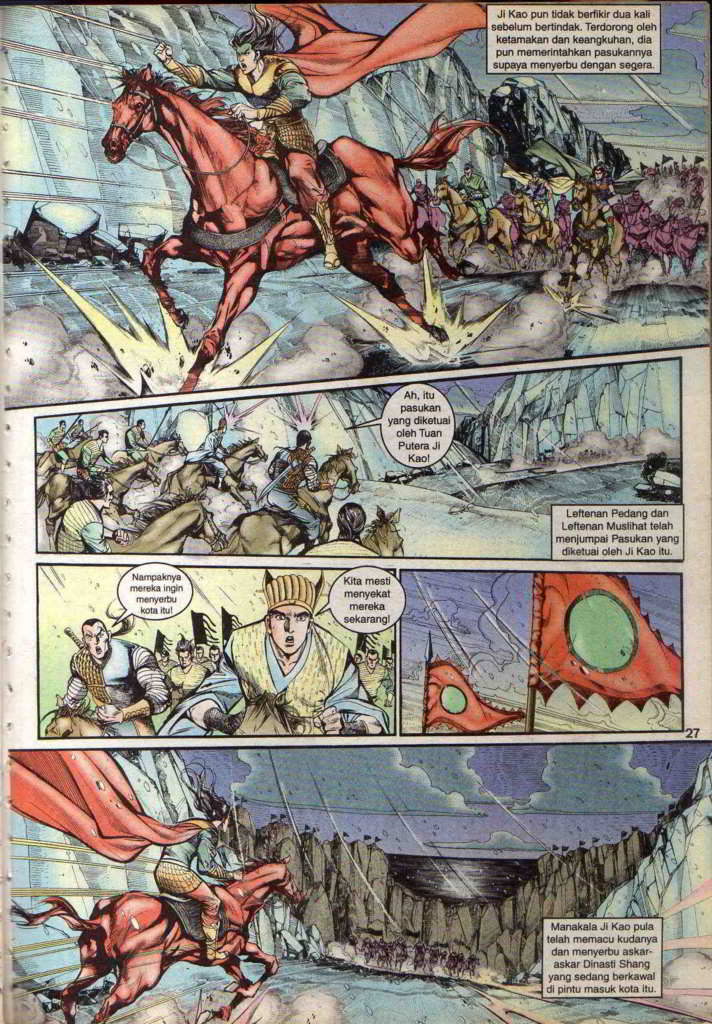 Ji Kao pun tidak berfikir dua kali
sebelum bertindak. Terdorong oleh
ketamakan dan keangkuhan, dia
pun memerintahkan pasukannya
supaya menyerbu dengan segera.
Ah, itu
pasukan
yang diketuai
oleh Tuan
Putera Ji
Kao!
Leftenan Pedang dan
Leftenan Muslihat telah
menjumpai Pasukan yang
diketuai oleh Ji Kao itu.
Nampaknya
mereka ingin
menyerbu
kota itu!
Kita mesti
menyekat
mereka
sekarang!
27
Manakala Ji Kao pula
telah memacu kudanya
dan menyerbu askar-
askar Dinasti Shang
yang sedang berkawal
di pintu masuk kota itu.